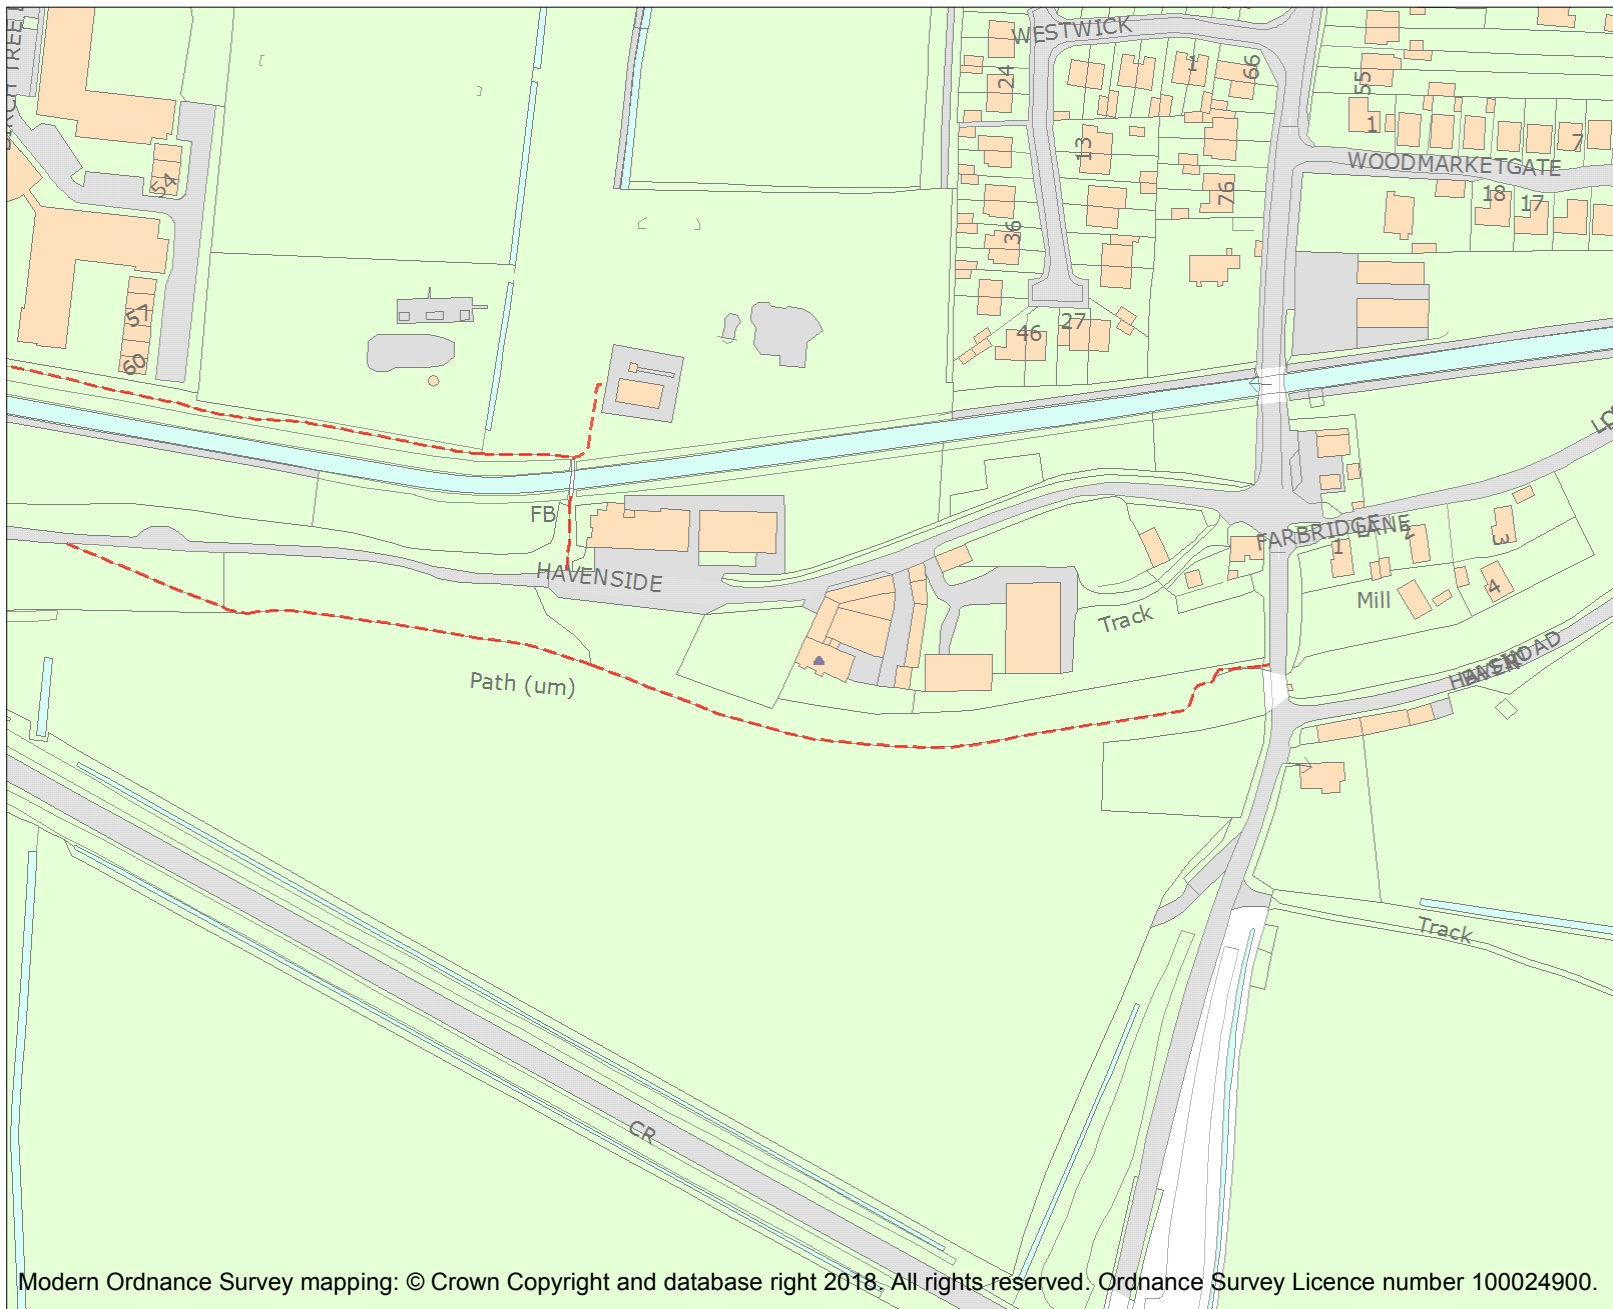 WESTWICK
24
1
66
55
1
7
13
WOODMARKETGATE
54
76
18
17
36
57
46
27
60
FB
FARBRIDGE
LANE
1
2
3
HAVENSIDE
4
Mill
Track
HAVEN
ROAD
Path (um)
Track
CR
Modern Ordnance Survey mapping: © Crown Copyright and database right 2018. All rights reserved. Ordnance Survey Licence number 100024900.